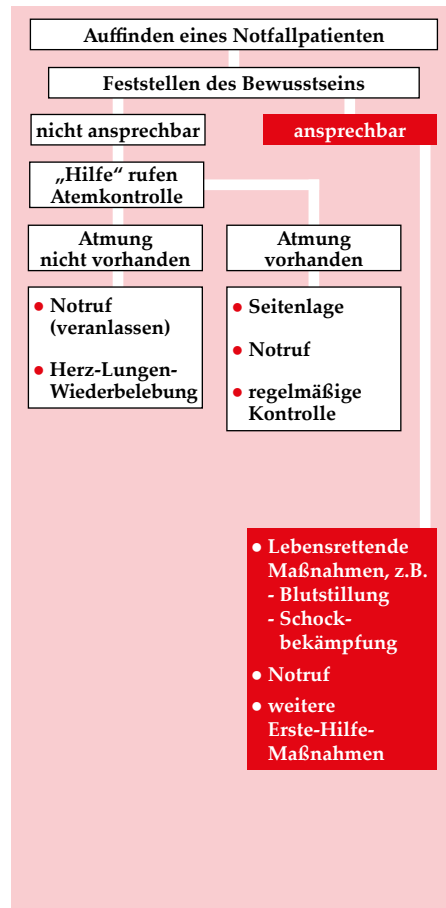 Auffinden eines Notfallpatienten
Feststellen des Bewusstseins
nicht ansprechbar
ansprechbar
„Hilfe“ rufen
Atemkontrolle
Atmung
nicht vorhanden
Atmung
vorhanden
● Notruf
(veranlassen)
● Herz-Lungen-
Wiederbelebung
● Seitenlage
● Notruf
● regelmäßige
Kontrolle
● Lebensrettende
Maßnahmen, z.B.
- Blutstillung
- Schock-
bekämpfung
● Notruf
● weitere
Erste-Hilfe-
Maßnahmen